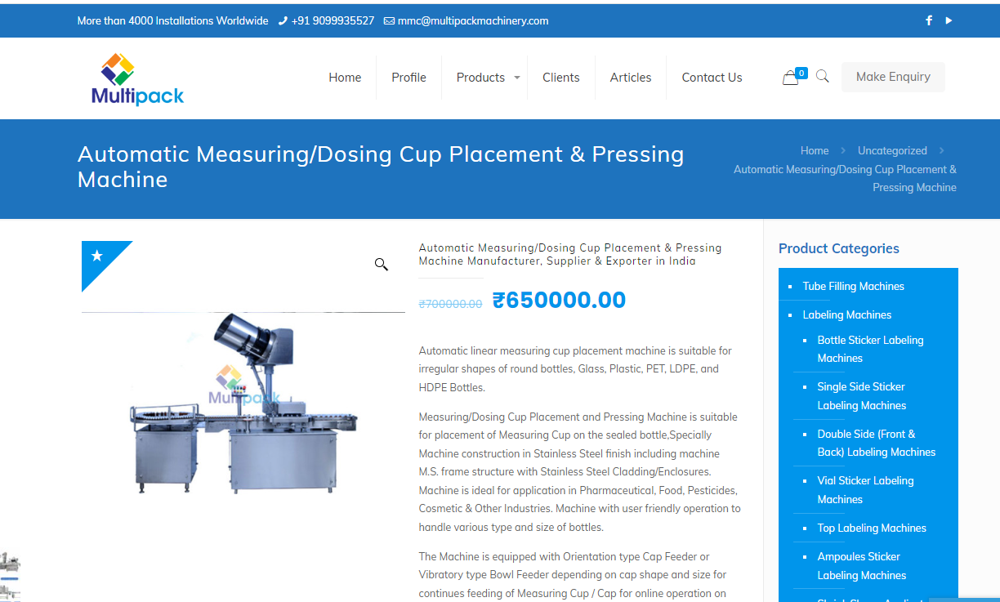 More than 4000 Installations Worldwide +91 9099935527 mmc@multipackmachinery.com
Multipack
Home Profile Products Clients Articles Contact Us 0 Make Enquiry
Automatic Measuring/Dosing Cup Placement & Pressing
Machine
Home Uncategorized
Automatic Measuring/Dosing Cup Placement &
Pressing Machine
Automatic Measuring/Dosing Cup Placement & Pressing
Machine Manufacturer, Supplier & Exporter in India
₹700000.00 ₹650000.00
Multipack
Automatic linear measuring cup placement machine is suitable for
irregular shapes of round bottles, Glass, Plastic, PET, LDPE, and
HDPE Bottles.
Measuring/Dosing Cup Placement and Pressing Machine is suitable
for placement of Measuring Cup on the sealed bottle,Specially
Machine construction in Stainless Steel finish including machine
M.S. frame structure with Stainless Steel Cladding/Enclosures.
Machine is ideal for application in Pharmaceutical, Food, Pesticides,
Cosmetic & Other Industries. Machine with user friendly operation to
handle various type and size of bottles.
The Machine is equipped with Orientation type Cap Feeder or
Vibratory type Bowl Feeder depending on cap shape and size for
continues feeding of Measuring Cup / Cap for online operation on
Product Categories
Tube Filling Machines
Labeling Machines
Bottle Sticker Labeling
Machines
Single Side Sticker
Labeling Machines
Double Side (Front &
Back) Labeling Machines
Vial Sticker Labeling
Machines
Top Labeling Machines
Ampoules Sticker
Labeling Machines